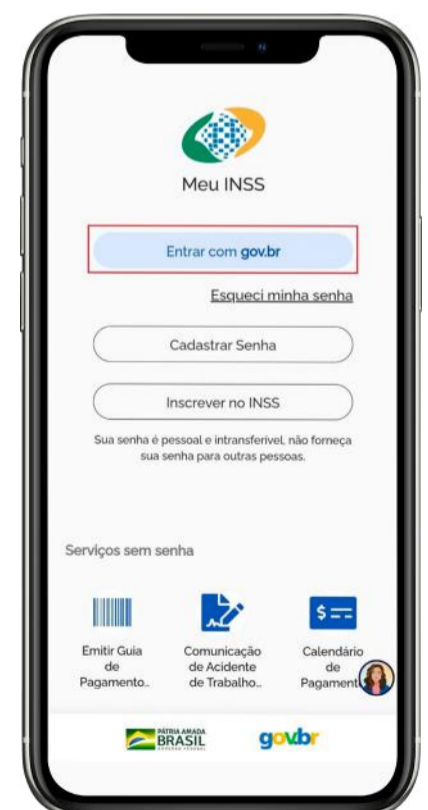 Meu INSS
Entrar com gov.br
Esqueci minha senha
Cadastrar Senha
Inscrever no INSS
Sua senha é pessoal e intransferível, não forneça
sua senha para outras pessoas.
Serviços sem senha
Emitir Guia
de
Pagamento..
Comunicação
de Acidente
de Trabalho..
Calendário
de
Pagament
PÁTRIA AMADA
BRASIL
GOVERNO FEDERAL
gov.br